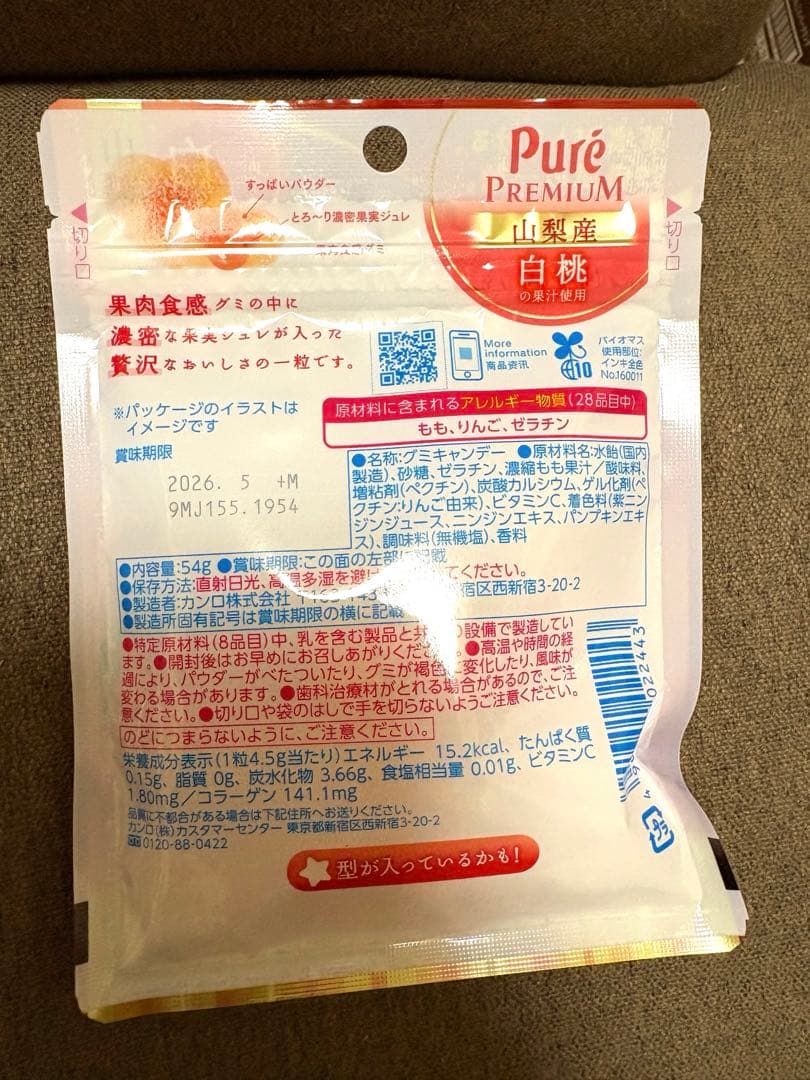 Puré
PREMIUM
山梨産
白桃
の果汁使用
すっぱいパウダー
とろ〜り濃密果実ジュレ
果肉食感グミ
切り口
切り口
果肉食感グミの中に
濃密な果実ジュレが入った
贅沢なおいしさの一粒です。
More
information
商品资讯
10
バイオマス
使用部位:
インキ全色
No.160011
※パッケージのイラストは
イメージです
原材料に含まれるアレルギー物質(28品目中)
もも、りんご、ゼラチン
賞味期限
2026. 5 +M
9MJ155.1954
●名称:グミキャンデー ●原材料名:水飴(国内
製造)、砂糖、ゼラチン、濃縮もも果汁/酸味料、
増粘剤(ペクチン)、炭酸カルシウム、ゲル化剤(ペ
クチン:りんご由来)、ビタミンC、着色料(紫ニン
ジンジュース、ニンジンエキス、パンプキンエキ
ス)、調味料(無機塩)、香料
●内容量:54g ●賞味期限:この面の左部に記載
●保存方法:直射日光、高温多湿を避け てください。
●製造者:カンロ株式会社 宿区西新宿3-20-2
●製造所固有記号は賞味期限の横に記載
●特定原材料(8品目)中、乳を含む製品と共 の設備で製造してい
ます。●開封後はお早めにお召しあがりくださ ●高温や時間の経
過により、パウダーがべたついたり、グミが褐色 変化したり、風味が
変わる場合があります。●歯科治療材がとれる場合があるので、ご注
意ください。●切り口や袋のはしで手を切らないようご注意ください。
のどにつまらないように、ご注意ください。
栄養成分表示(1粒4.5g当たり)エネルギー 15.2kcal、たんぱく質
0.15g、脂質 0g、炭水化物 3.66g、食塩相当量 0.01g、ビタミンC
1.80mg/コラーゲン 141.1mg
品質に不都合がある場合は下記住所へお送りください。
カンロ(株)カスタマーセンター 東京都新宿区西新宿3-20-2
0120-88-0422
022443
プラ
型が入っているかも!